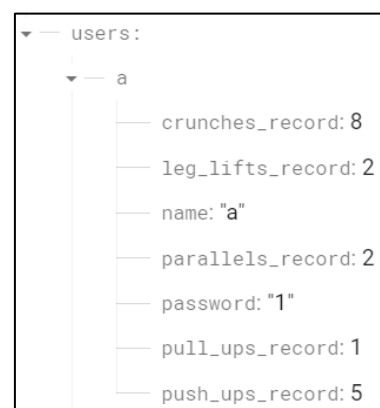 users:
a
crunches_record: 8
leg_lifts_record: 2
name: "a"
parallels_record: 2
password: "1"
pull_ups_record: 1
push_ups_record: 5